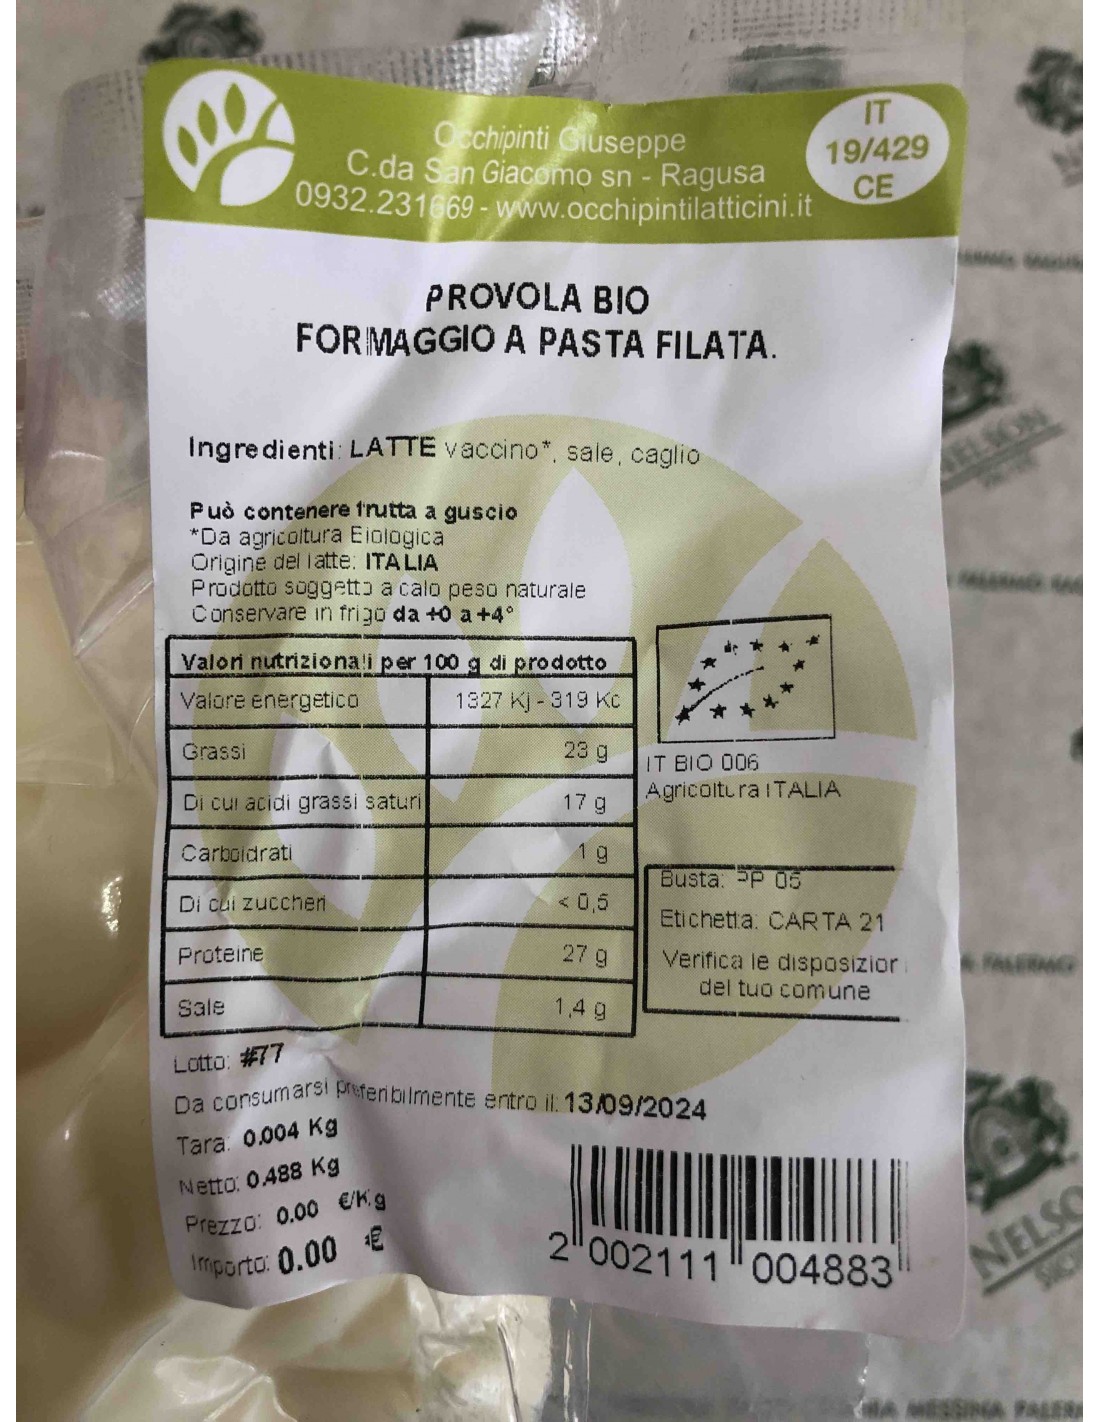 Occhipinti Giuseppe
C.da San Giacomo sn - Ragusa
0932.231669 - www.occhipintilatticini.it
IT
19/429
CE
PROVOLA BIO
FORMAGGIO A PASTA FILATA.
Ingredienti: LATTE vaccino*, sale, caglio
Può contenere frutta a guscio
*Da agricoltura Biologica
Origine del latte: ITALIA
Prodotto soggetto a calo peso naturale
Conservare in frigo da +0 a +4°
Valori nutrizionali per 100 g di prodotto
Valore energetico 1327 Kj - 319 Kc
Grassi 23 g
Di cui acidi grassi saturi 17 g
Carboidrati 1 g
Di cui zuccheri < 0,5
Proteine 27 g
Sale 1,4 g
IT BIO 006
Agricoltura ITALIA
Busta: PP 05
Etichetta: CARTA 21
Verifica le disposizior
del tuo comune
Lotto: #77
Da consumarsi preferibilmente entro il: 13/09/2024
Tara: 0.004 Kg
Netto: 0.488 Kg
Prezzo: 0.00 €/Kg
Importo: 0.00 €
2 002111 004883
NELSON
PALERMO
NELSO
MESSINA PALER